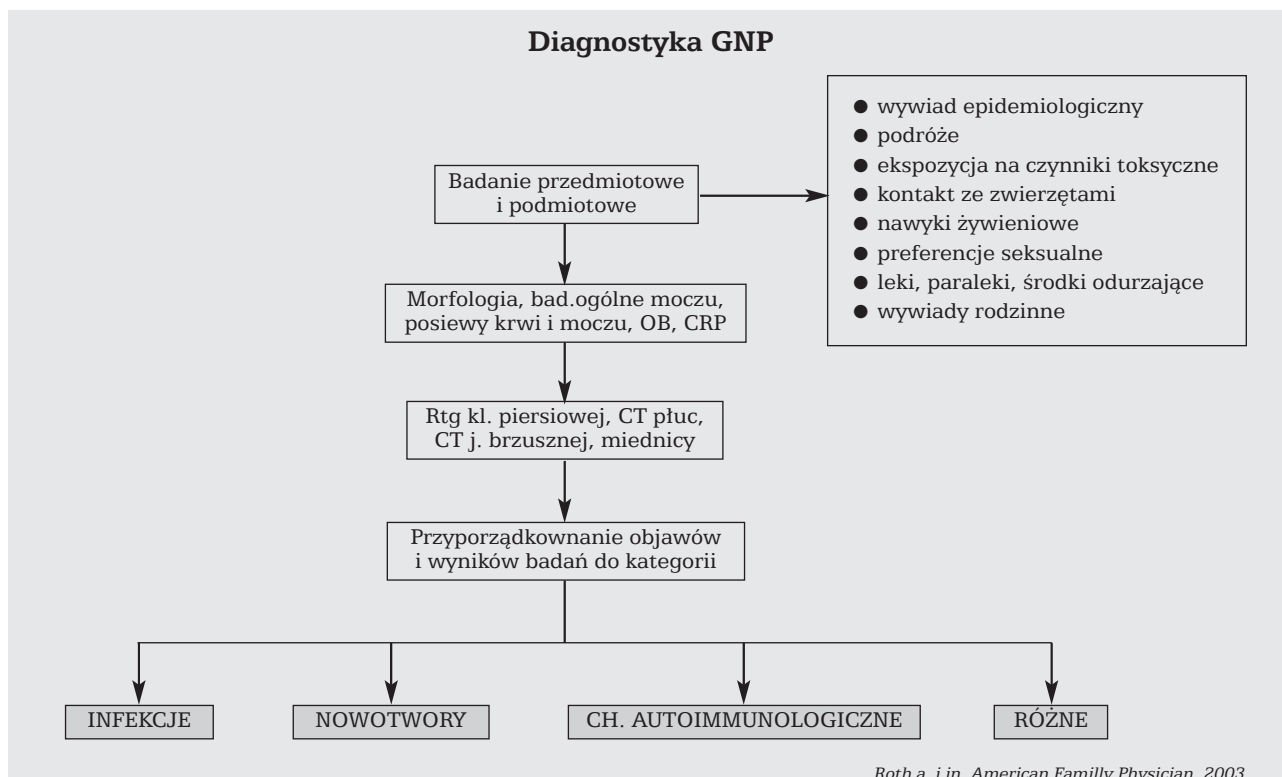 Diagnostyka GNP
● wywiad epidemiologiczny
● podróże
● ekspozycja na czynniki toksyczne
● kontakt ze zwierzętami
● nawyki żywieniowe
● preferencje seksualne
● leki, paraleki, środki odurzające
● wywiady rodzinne
Badanie przedmiotowe
i podmiotowe
Morfologia, bad.ogólne moczu,
posiewy krwi i moczu, OB, CRP
Rtg kl. piersiowej, CT płuc,
CT j. brzusznej, miednicy
Przyporządkownanie objawów
i wyników badań do kategorii
INFEKCJE
NOWOTWORY
CH. AUTOIMMUNOLOGICZNE
RÓŻNE
Roth a. i in. American Familly Physician, 2003